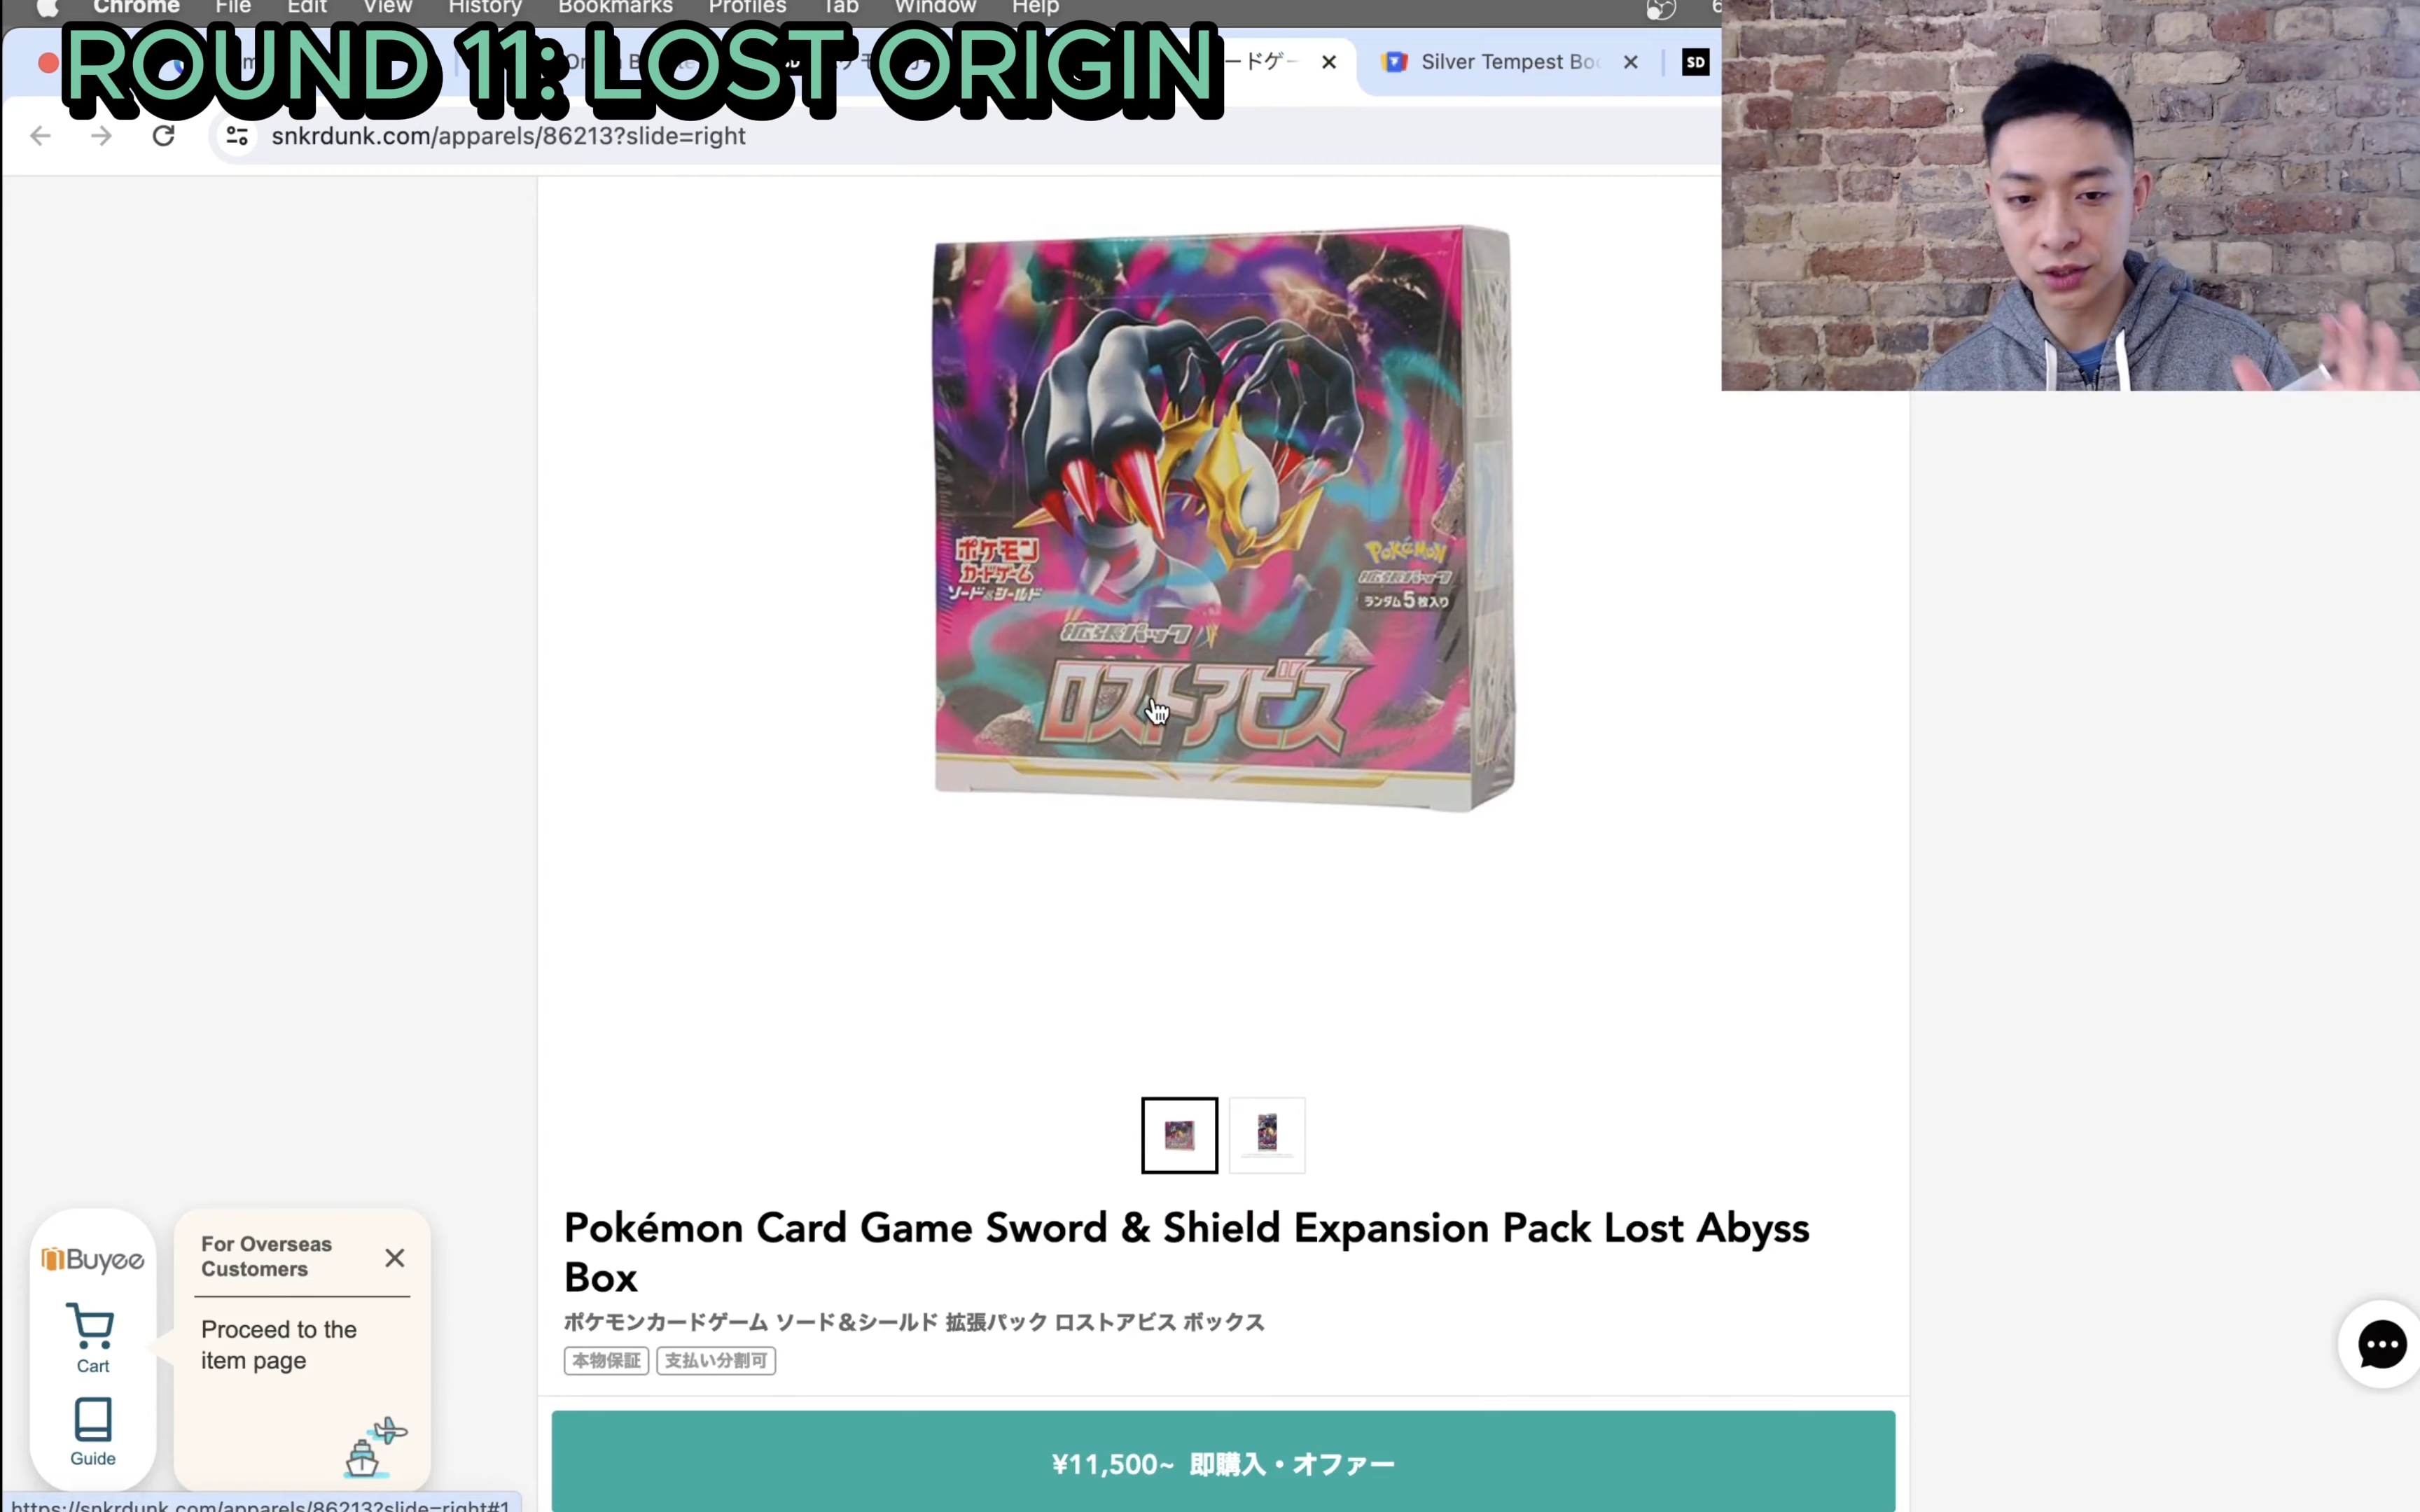 Chrome File Edit View History Bookmarks Profiles Tab Window Help
ROUND 11: LOST ORIGIN
ードゲー
Silver Tempest Bo
SD
snkrdunk.com/apparels/86213?slide=right
ポケモン
カードゲーム
ソード&シールド
POKéMON
拡張パック
ランダム5枚入り
拡張パック
ロストアビス
Pokémon Card Game Sword & Shield Expansion Pack Lost Abyss
Box
ポケモンカードゲーム ソード＆シールド 拡張パック ロストアビス ボックス
本物保証 支払い分割可
¥11,500~ 即購入・オファー
Buyee
Cart
Guide
For Overseas
Customers
Proceed to the
item page
https://snkrdunk.com/apparels/86213?slide=right#1